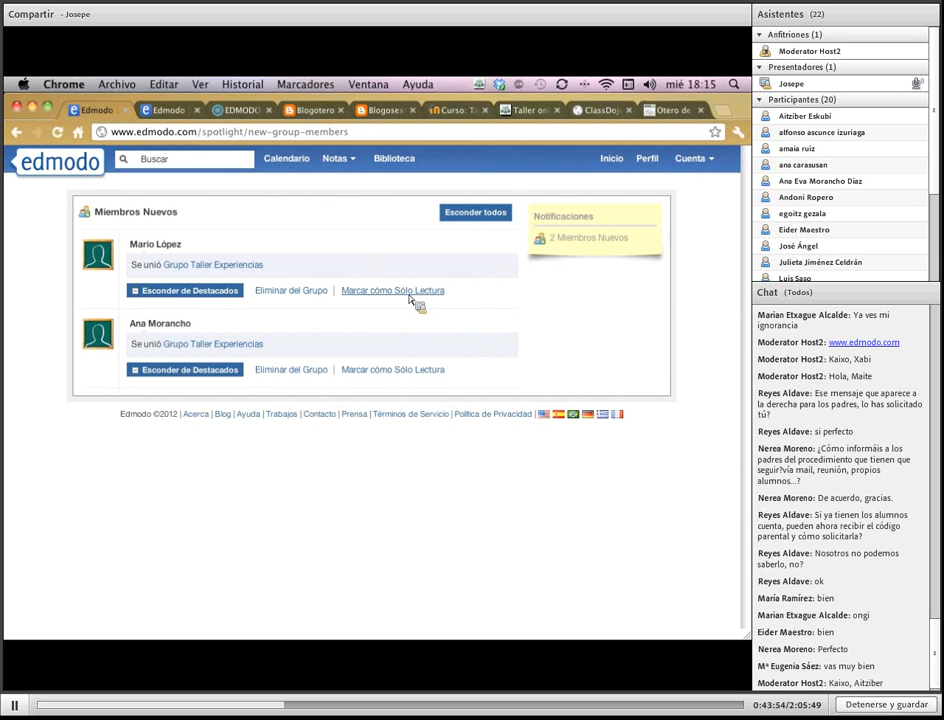 Compartir - Josepe
Chrome Archivo Editar Ver Historial Marcadores Ventana Ayuda mié 18:15
Edmodo Edmodo EDMODO Blogotero Blogosex Curso: Ta Taller on ClassDoj Otero de
www.edmodo.com/spotlight/new-group-members
edmodo Buscar Calendario Notas Biblioteca Inicio Perfil Cuenta
Miembros Nuevos Esconder todos
Mario López
Se unió Grupo Taller Experiencias
Esconder de Destacados Eliminar del Grupo | Marcar cómo Sólo Lectura
Ana Morancho
Se unió Grupo Taller Experiencias
Esconder de Destacados Eliminar del Grupo | Marcar cómo Sólo Lectura
Notificaciones
2 Miembros Nuevos
Edmodo ©2012 | Acerca | Blog | Ayuda | Trabajos | Contacto | Prensa | Términos de Servicio | Política de Privacidad |
Asistentes (22)
Anfitriones (1)
Moderator Host2
Presentadores (1)
Josepe
Participantes (20)
Aitziber Eskubi
alfonso ascunce izuriaga
amaia ruiz
ana carasusan
Ana Eva Morancho Díaz
Andoni Ropero
egoitz gezala
Eider Maestro
José Ángel
Julieta Jiménez Celdrán
Luis Saso
Chat (Todos)
Marian Etxague Alcalde: Ya ves mi
ignorancia
Moderator Host2: www.edmodo.com
Moderator Host2: Kaixo, Xabi
Moderator Host2: Hola, Maite
Reyes Aldave: Ese mensaje que aparece a
la derecha para los padres, lo has solicitado
tú?
Reyes Aldave: si perfecto
Nerea Moreno: ¿Cómo informáis a los
padres del procedimiento que tienen que
seguir?vía mail, reunión, propios
alumnos...?
Nerea Moreno: De acuerdo, gracias.
Reyes Aldave: Si ya tienen los alumnos
cuenta, pueden ahora recibir el código
parental y cómo solicitarla?
Reyes Aldave: Nosotros no podemos
saberlo, no?
Reyes Aldave: ok
María Ramírez: bien
Marian Etxague Alcalde: ongi
Eider Maestro: bien
Nerea Moreno: Perfecto
Mª Eugenia Sáez: vas muy bien
Moderator Host2: Kaixo, Aitziber
0:43:54/2:05:49 Detenerse y guardar